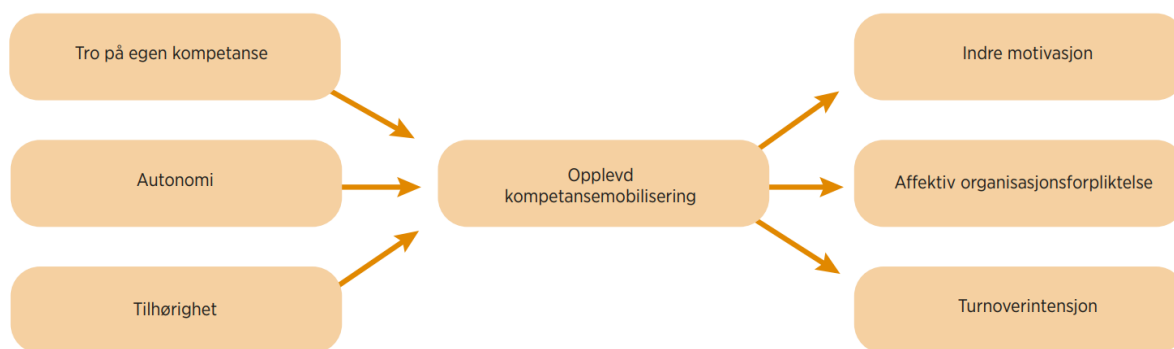 Tro på egen kompetanse
Autonomi
Tilhørighet
Opplevd
kompetansemobilisering
Indre motivasjon
Affektiv organisasjonsforpliktelse
Turnoverintensjon